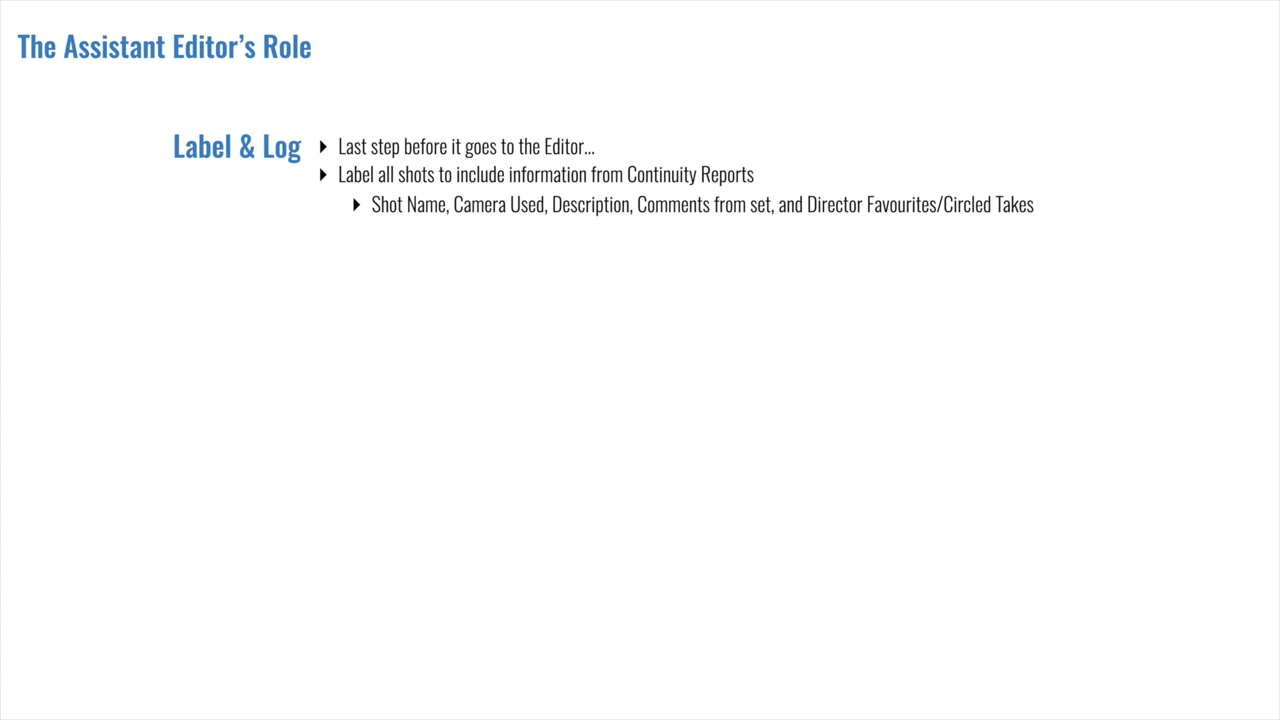 The Assistant Editor's Role
Label & Log
Last step before it goes to the Editor...
Label all shots to include information from Continuity Reports
Shot Name, Camera Used, Description, Comments from set, and Director Favourites/Circled Takes